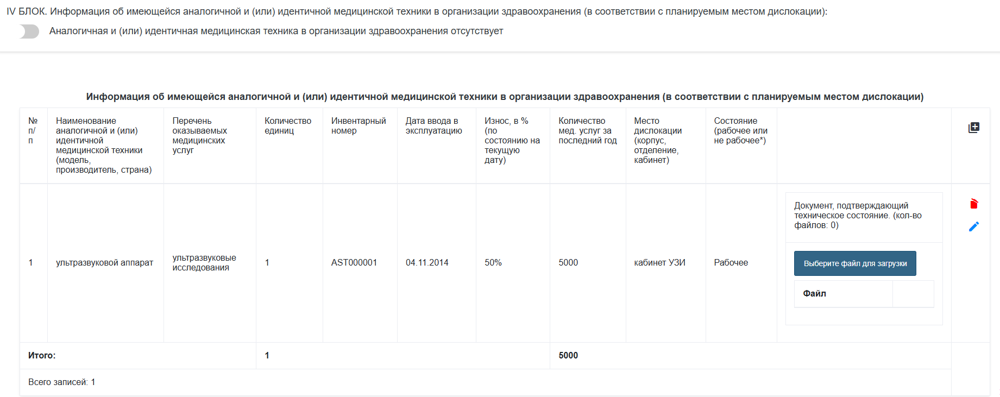 IV БЛОК. Информация об имеющейся аналогичной и (или) идентичной медицинской техники в организации здравоохранения (в соответствии с планируемым местом дислокации):
Аналогичная и (или) идентичная медицинская техника в организации здравоохранения отсутствует
Информация об имеющейся аналогичной и (или) идентичной медицинской техники в организации здравоохранения (в соответствии с планируемым местом дислокации)
№
п/
п
Наименование
аналогичной и (или)
идентичной
медицинской техники
(модель,
производитель, страна)
Перечень
оказываемых
медицинских
услуг
Количество
единиц
Инвентарный
номер
Дата ввода в
эксплуатацию
Износ, в %
(по
состоянию на
текущую
дату)
Количество
мед. услуг за
последний год
Место
дислокации
(корпус,
отделение,
кабинет)
Состояние
(рабочее или
не рабочее*)
1
ультразвуковой аппарат
ультразвуковые
исследования
1
AST000001
04.11.2014
50%
5000
кабинет УЗИ
Рабочее
Документ, подтверждающий
техническое состояние. (кол-во
файлов: 0)
Выберите файл для загрузки
Файл
Итого:
1
5000
Всего записей: 1